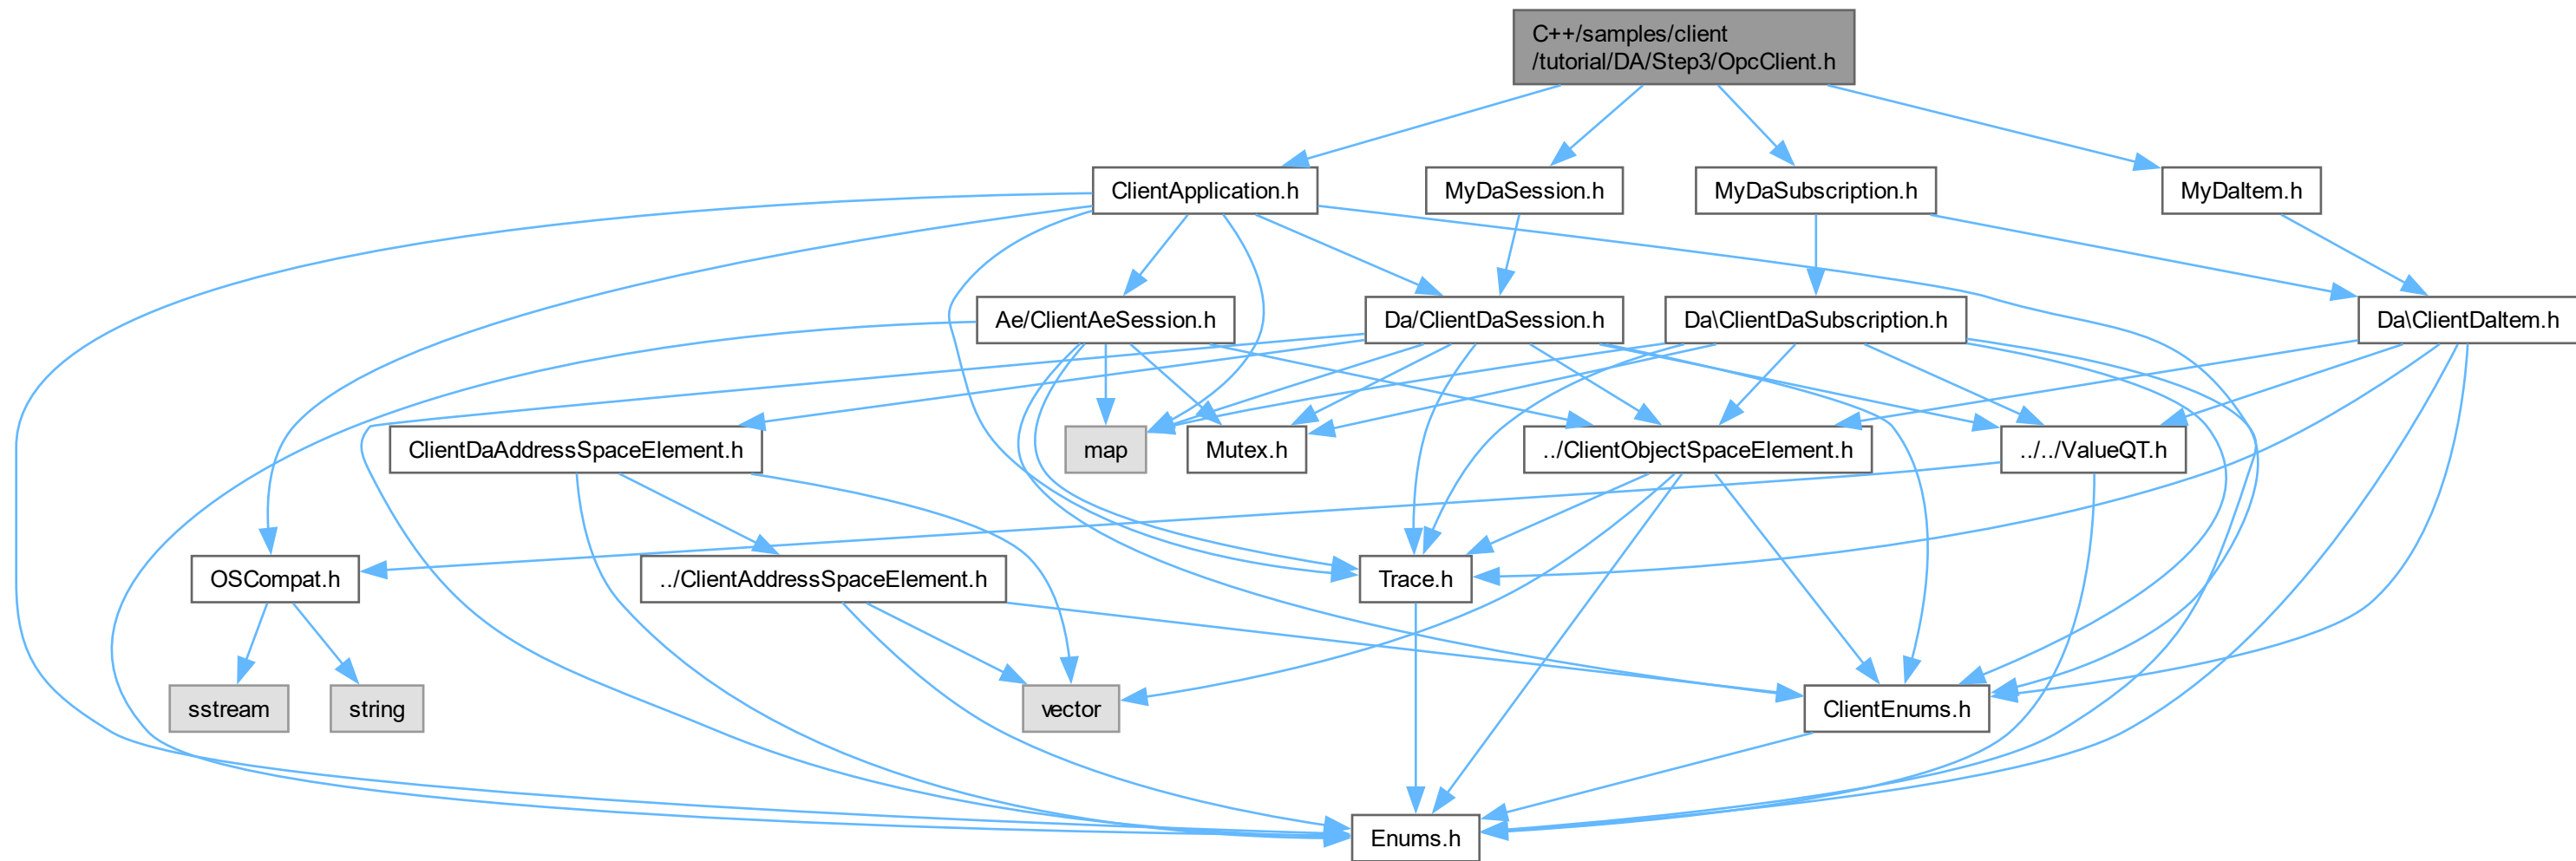 C++/samples/client
/tutorial/DA/Step3/OpcClient.h
ClientApplication.h
MyDaSession.h
MyDaSubscription.h
MyDaItem.h
Ae/ClientAeSession.h
Da/ClientDaSession.h
Da\ClientDaSubscription.h
Da\ClientDaItem.h
ClientDaAddressSpaceElement.h
map
Mutex.h
../ClientObjectSpaceElement.h
../../ValueQT.h
OSCompat.h
../ClientAddressSpaceElement.h
Trace.h
sstream
string
vector
ClientEnums.h
Enums.h